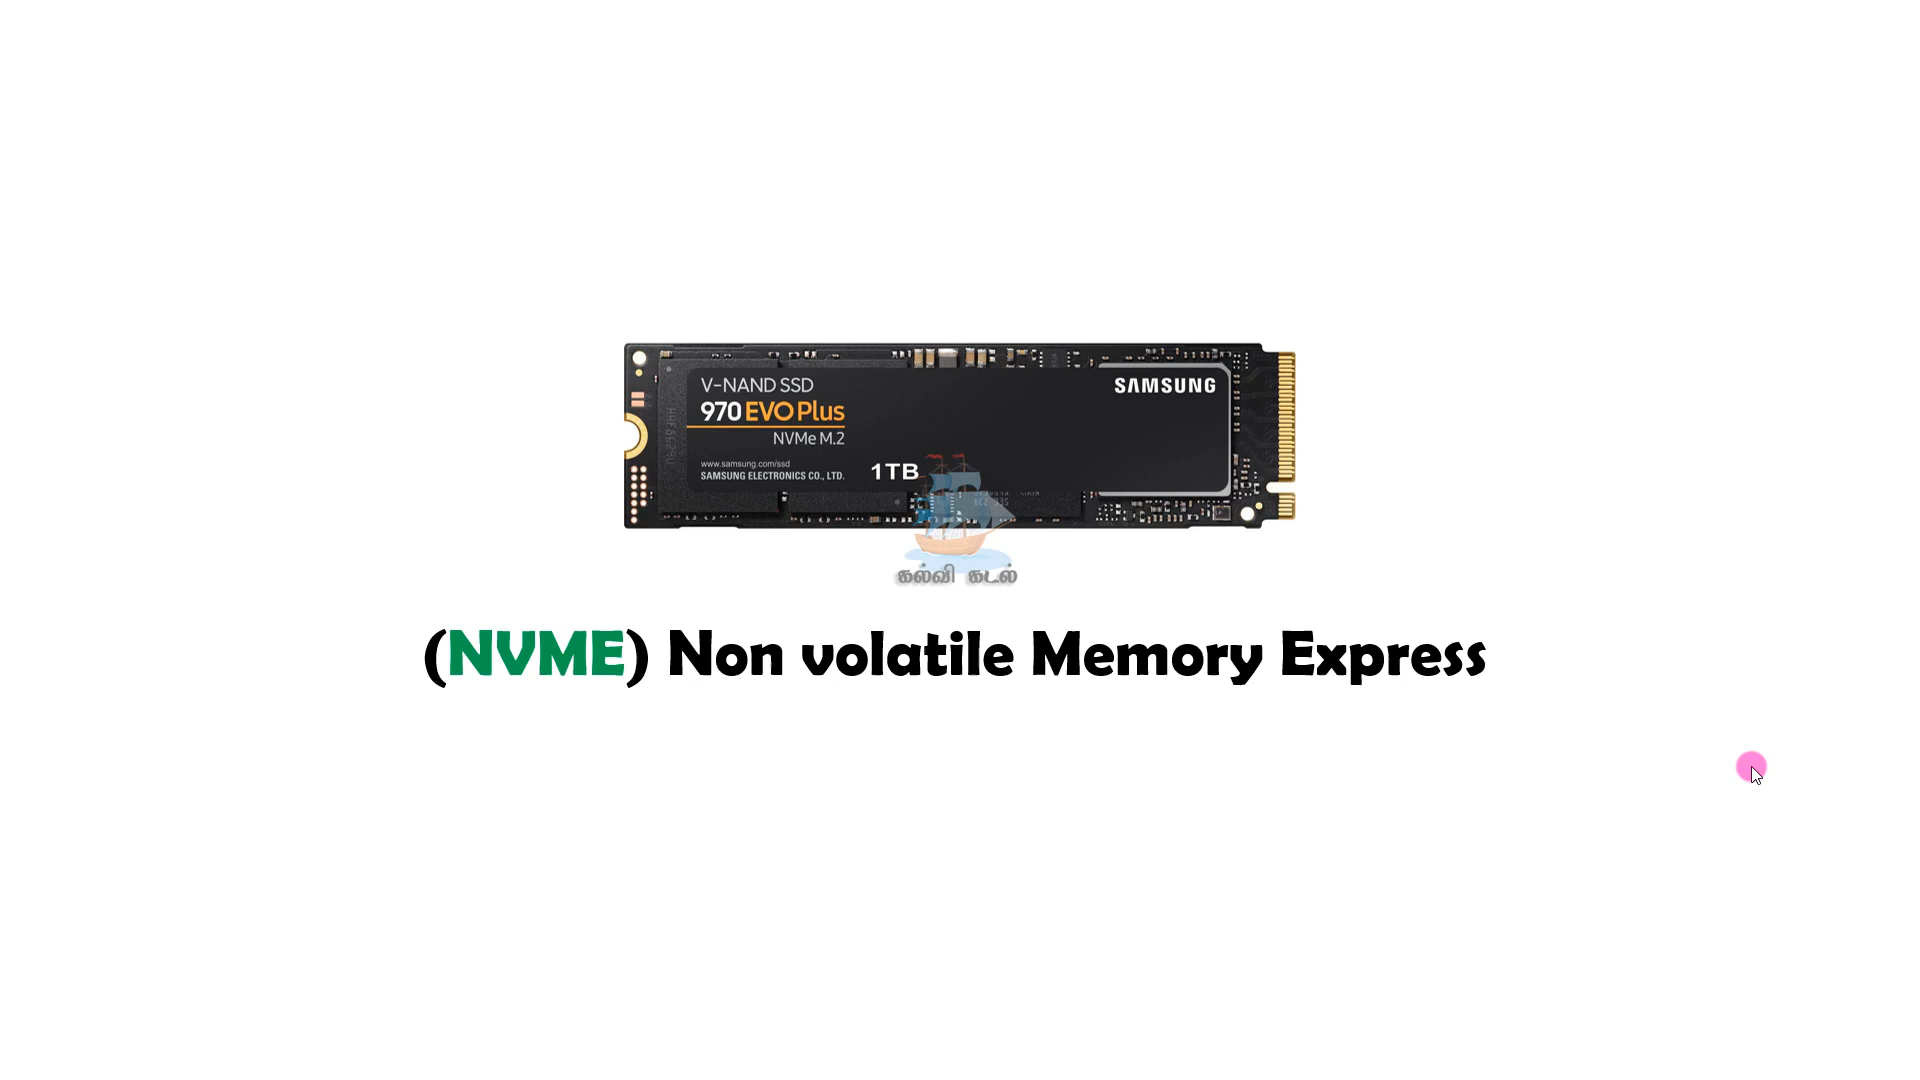 V-NAND SSD
970 EVO Plus
NVMe M.2
www.samsung.com/ssd
SAMSUNG ELECTRONICS CO., LTD.
1TB
SAMSUNG
கல்வி கடல்
(NVME) Non volatile Memory Express